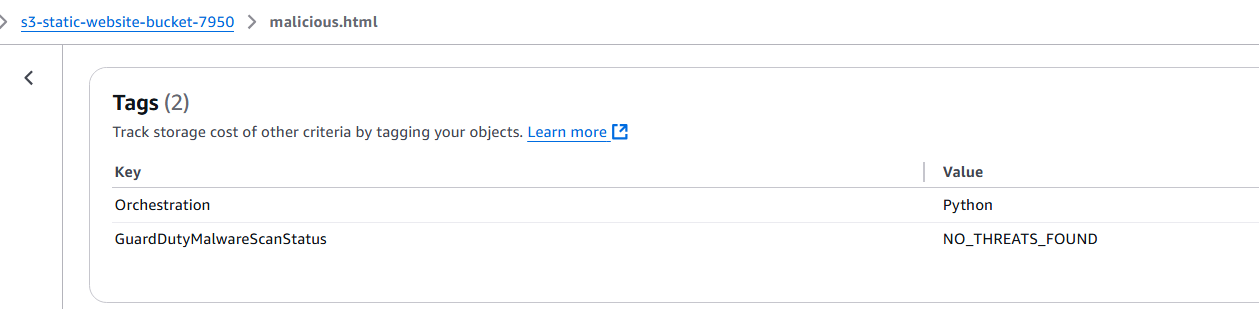 s3-static-website-bucket-7950 > malicious.html
Tags (2)
Track storage cost of other criteria by tagging your objects. Learn more
Key Value
Orchestration Python
GuardDutyMalwareScanStatus NO_THREATS_FOUND